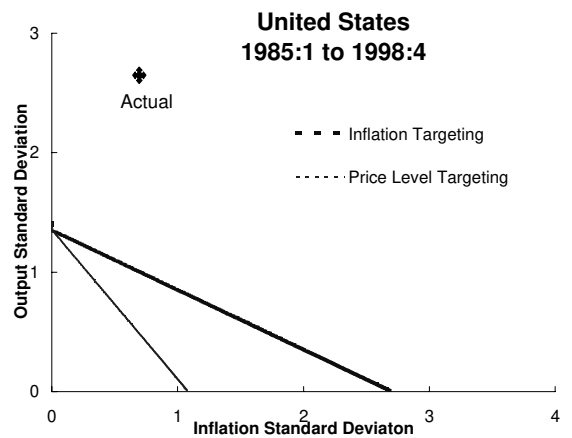 United States
1985:1 to 1998:4
3
Actual
Output Standard Deviation
Inflation Targeting
2
Price Level Targeting
1
0
0
1
2
3
4
Inflation Standard Deviaton